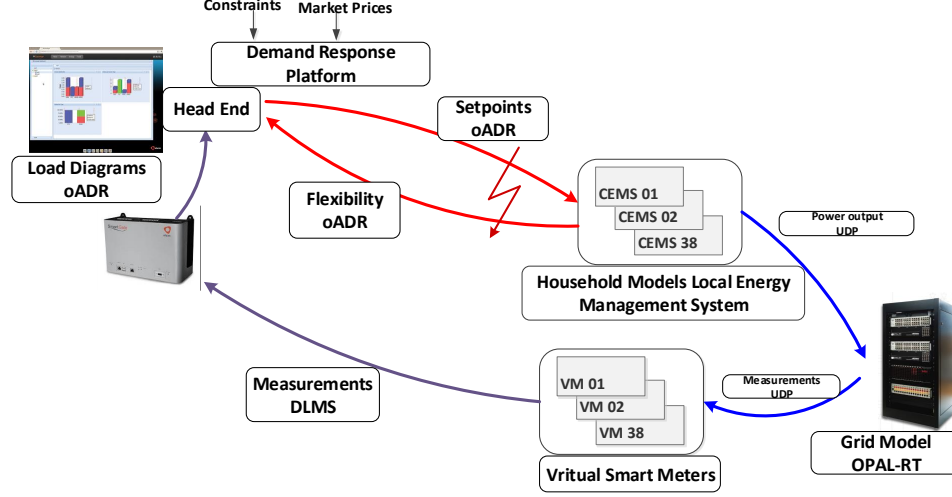 Constraints
Market Prices
Demand Response
Platform
Head End
Setpoints
oADR
Load Diagrams
oADR
Flexibility
oADR
CEMS 01
CEMS 02
CEMS 38
Power output
UDP
Household Models Local Energy
Management System
Measurements
DLMS
VM 01
VM 02
VM 38
Measurements
UDP
Vritual Smart Meters
Grid Model
OPAL-RT